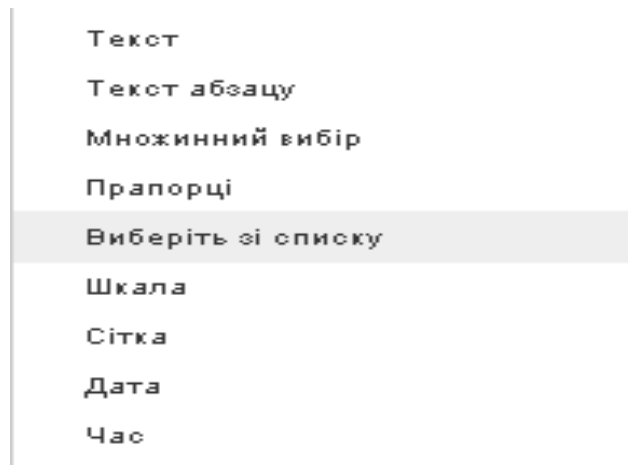 Текст
Текст абзацу
Множинний вибір
Прапорці
Виберіть зі списку
Шкала
Сітка
Дата
Час